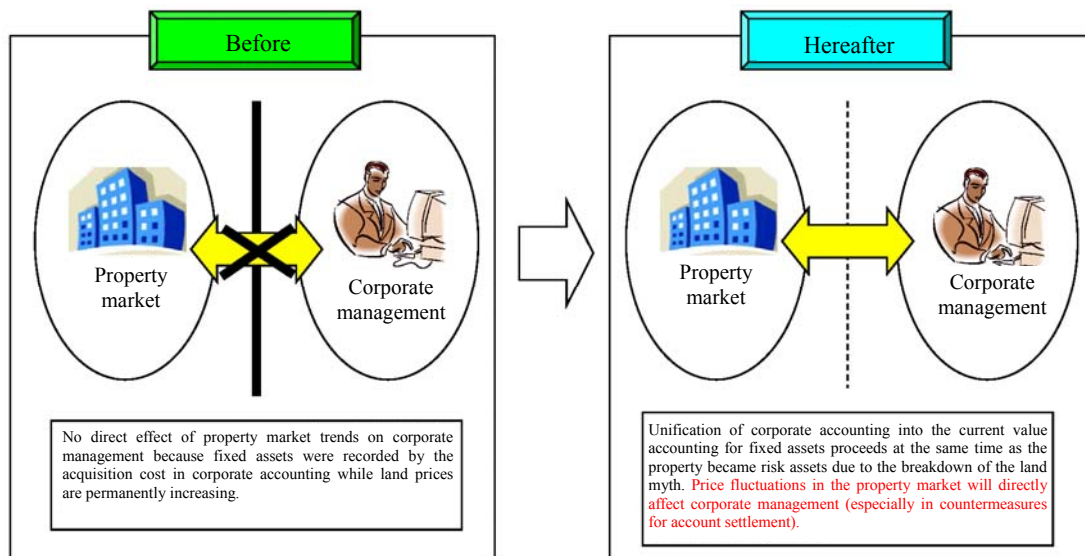 Before
Property
market
Corporate
management
No direct effect of property market trends on corporate
management because fixed assets were recorded by the
acquisition cost in corporate accounting while land prices
are permanently increasing.
Hereafter
Property
market
Corporate
management
Unification of corporate accounting into the current value
accounting for fixed assets proceeds at the same time as the
property became risk assets due to the breakdown of the land
myth. Price fluctuations in the property market will directly
affect corporate management (especially in countermeasures
for account settlement).